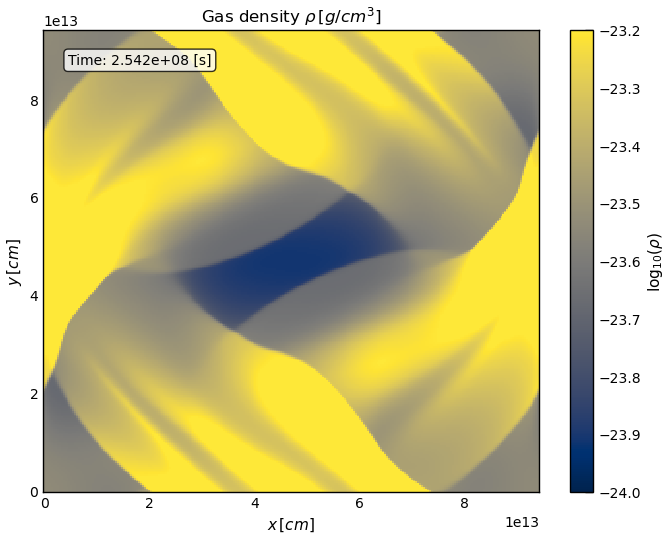 Gas density ρ [g/cm³]
1e13
Time: 2.542e+08 [s]
8
6
4
2
0
y [cm]
0 2 4 6 8
1e13
x [cm]
−23.2
−23.3
−23.4
−23.5
−23.6
−23.7
−23.8
−23.9
−24.0
log₁₀(ρ)